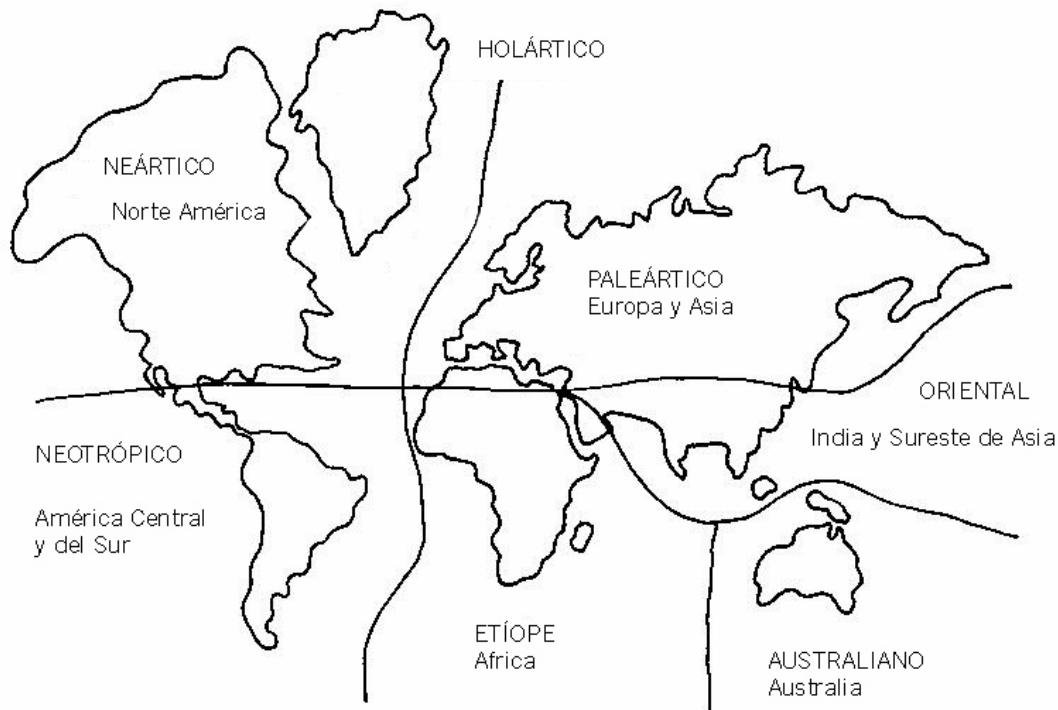 HOLÁRTICO
NEÁRTICO
Norte América
PALEÁRTICO
Europa y Asia
ORIENTAL
India y Sureste de Asia
NEOTRÓPICO
América Central
y del Sur
ETÍOPE
Africa
AUSTRALIANO
Australia